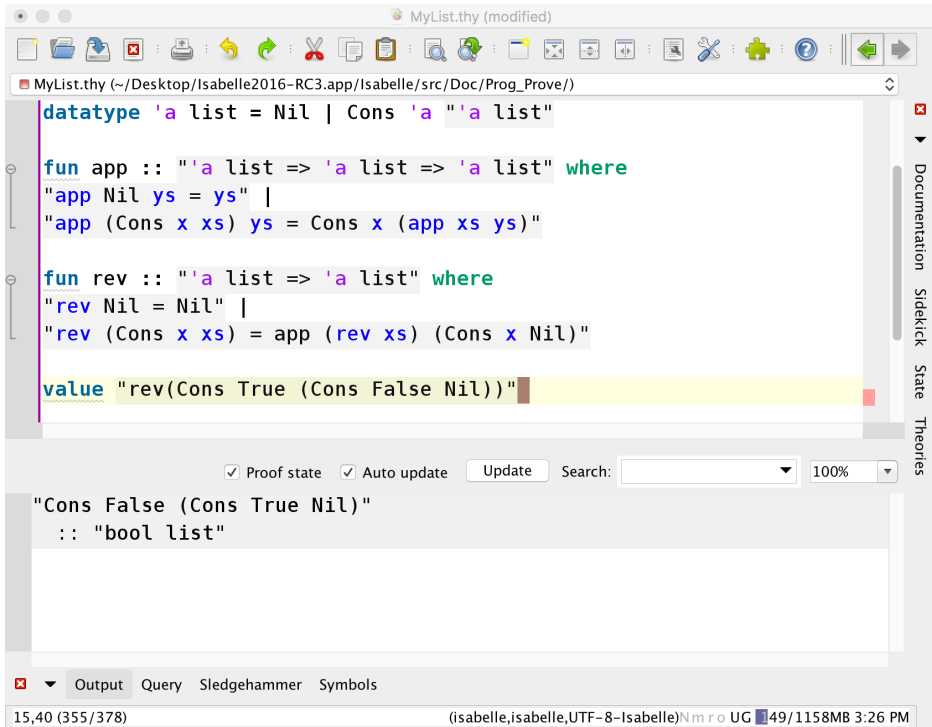 MyList.thy (modified)
MyList.thy (~/Desktop/Isabelle2016-RC3.app/Isabelle/src/Doc/Prog_Prove/)
datatype 'a list = Nil | Cons 'a "'a list"
fun app :: "'a list => 'a list => 'a list" where
"app Nil ys = ys" |
"app (Cons x xs) ys = Cons x (app xs ys)"
fun rev :: "'a list => 'a list" where
"rev Nil = Nil" |
"rev (Cons x xs) = app (rev xs) (Cons x Nil)"
value "rev(Cons True (Cons False Nil))"
Documentation
Sidekick
State
Theories
Proof state
Auto update
Update
Search:
100%
"Cons False (Cons True Nil)"
:: "bool list"
Output
Query
Sledgehammer
Symbols
15,40 (355/378)
(isabelle,isabelle,UTF-8-Isabelle)N m r o UG 149/1158MB 3:26 PM